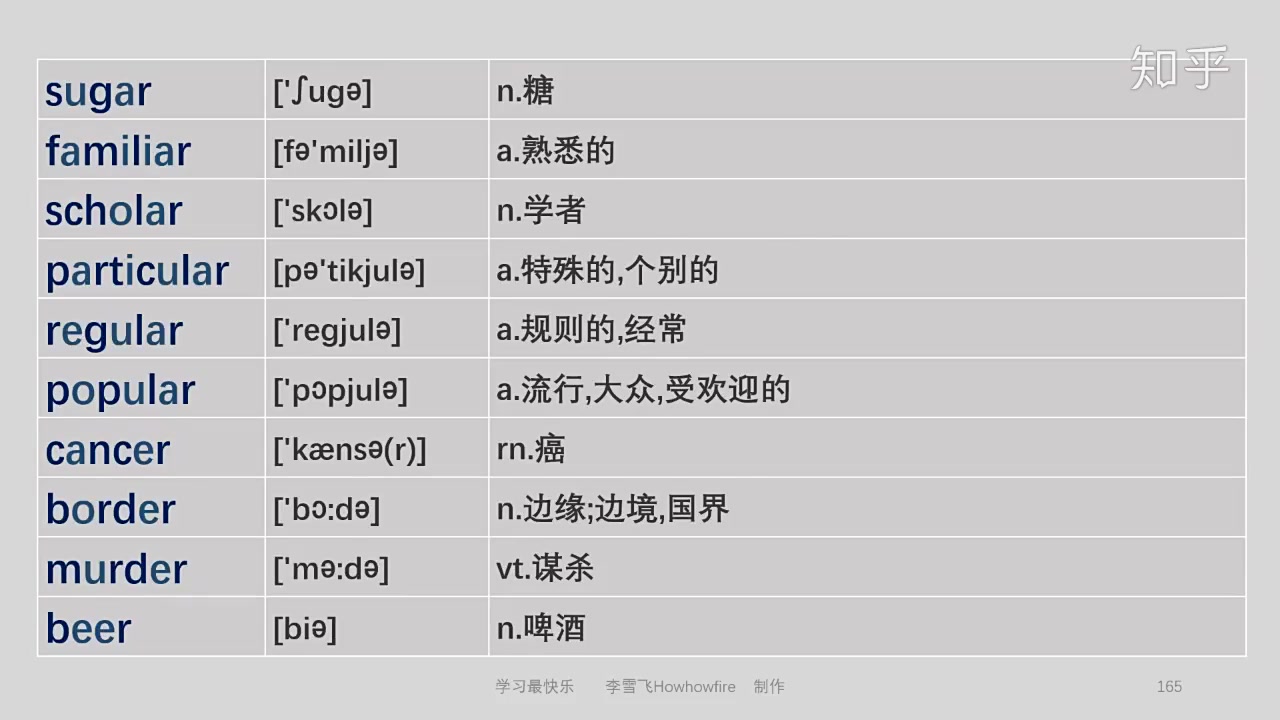 知乎
sugar ['ʃugə] n.糖
familiar [fə'miljə] a.熟悉的
scholar ['skɔlə] n.学者
particular [pə'tikjulə] a.特殊的,个别的
regular ['regjulə] a.规则的,经常
popular ['pɔpjulə] a.流行,大众,受欢迎的
cancer ['kænsə(r)] rn.癌
border ['bɔ:də] n.边缘;边境,国界
murder ['mə:də] vt.谋杀
beer [biə] n.啤酒
学习最快乐 李雪飞Howhowfire 制作 165